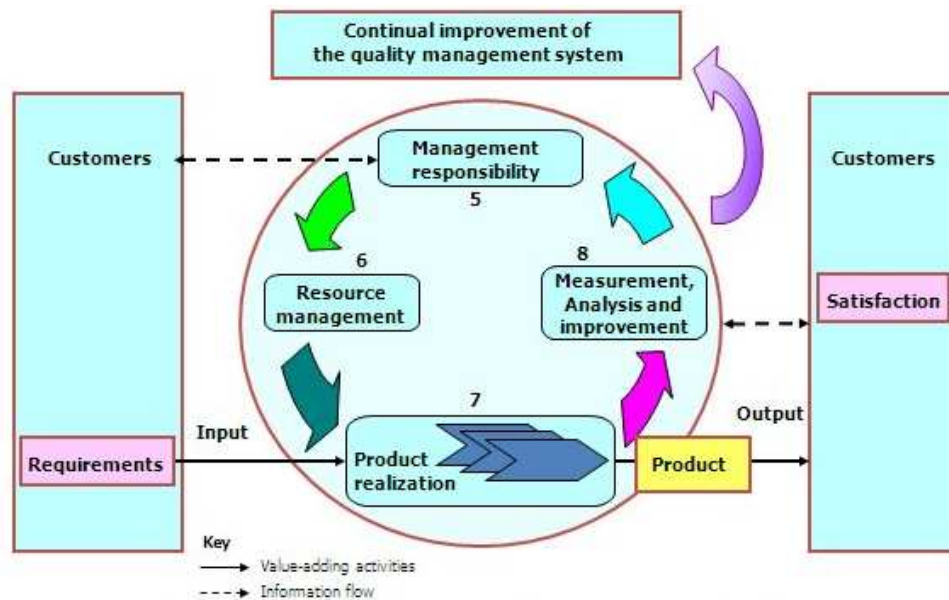 Continual improvement of
the quality management system
Customers
Management
responsibility
5
Customers
6
Resource
management
8
Measurement,
Analysis and
improvement
Satisfaction
7
Product
realization
Input
Requirements
Output
Product
Key
Value-adding activities
Information flow